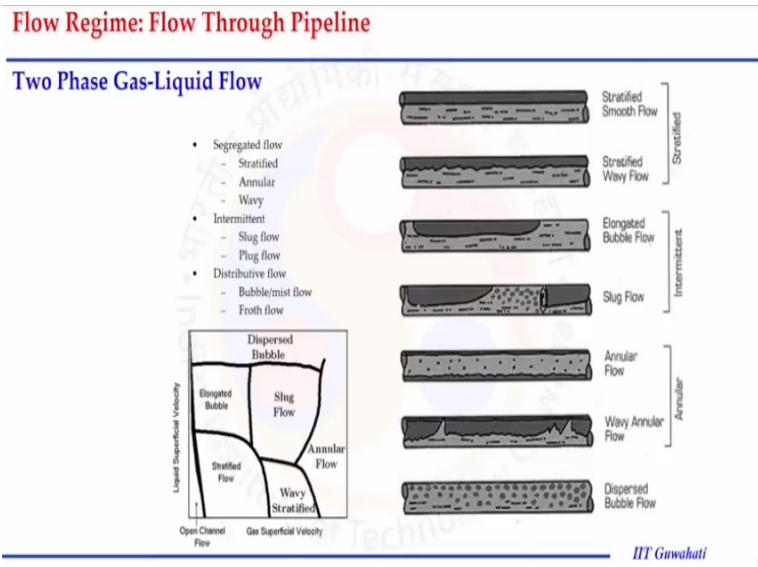 Flow Regime: Flow Through Pipeline
Two Phase Gas-Liquid Flow
• Segregated flow
– Stratified
– Annular
– Wavy
• Intermittent
– Slug flow
– Plug flow
• Distributive flow
– Bubble/mist flow
– Froth flow
Dispersed
Bubble
Elongated
Bubble
Slug
Flow
Annular
Flow
Stratified
Flow
Wavy
Stratified
Liquid Superficial Velocity
Open Channel
Flow
Gas Superficial Velocity
Stratified
Smooth Flow
Stratified
Wavy Flow
Stratified
Elongated
Bubble Flow
Slug Flow
Intermittent
Annular
Flow
Wavy Annular
Flow
Annular
Dispersed
Bubble Flow
IIT Guwahati